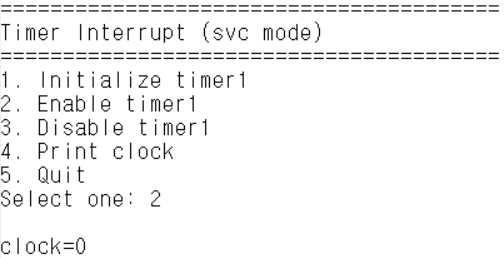 ========================================
Timer Interrupt (svc mode)
========================================
1. Initialize timer1
2. Enable timer1
3. Disable timer1
4. Print clock
5. Quit
Select one: 2
clock=0